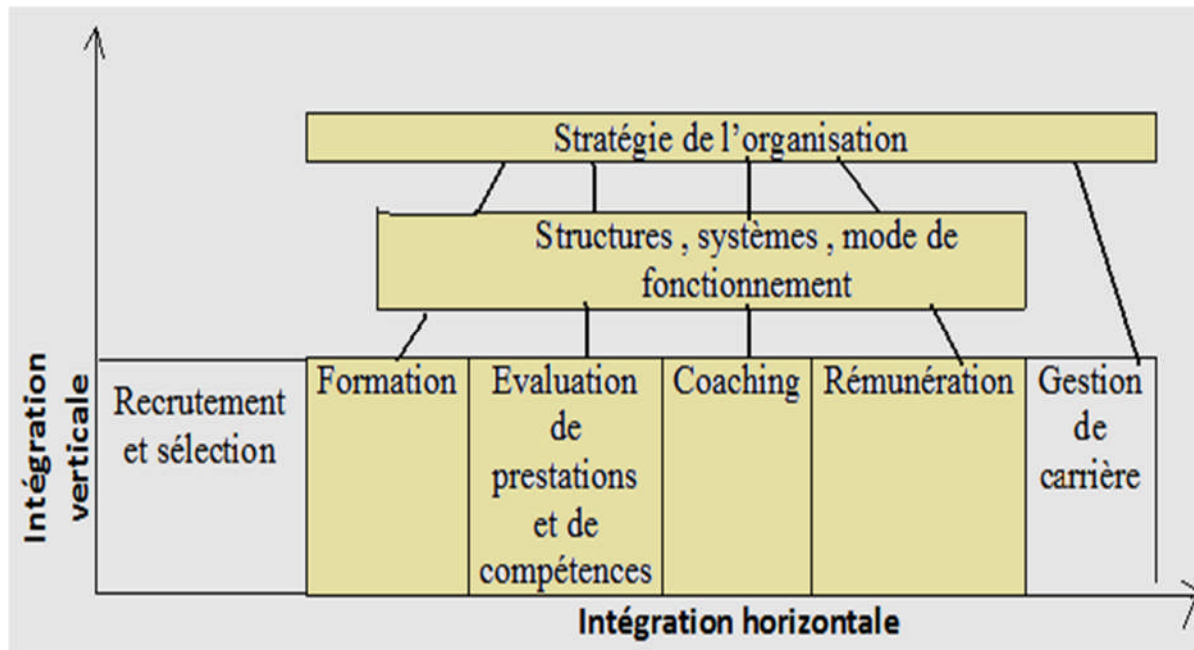 Stratégie de l'organisation
Structures , systèmes , mode de
fonctionnement
Intégration
verticale
Recrutement
et sélection
Formation
Evaluation
de
prestations
et de
compétences
Coaching
Rémunération
Gestion
de
carrière
Intégration horizontale